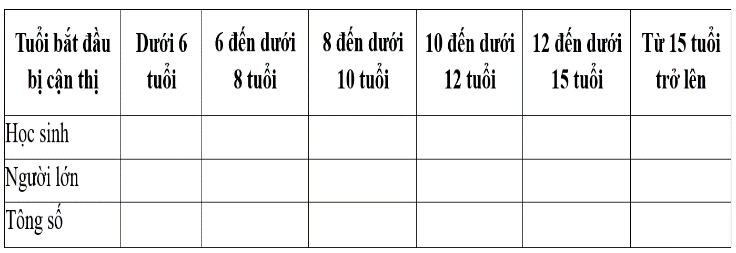 Tuổi bắt đầu
bị cận thị
Dưới 6
tuổi
6 đến dưới
8 tuổi
8 đến dưới
10 tuổi
10 đến dưới
12 tuổi
12 đến dưới
15 tuổi
Từ 15 tuổi
trở lên
Học sinh
Người lớn
Tông số